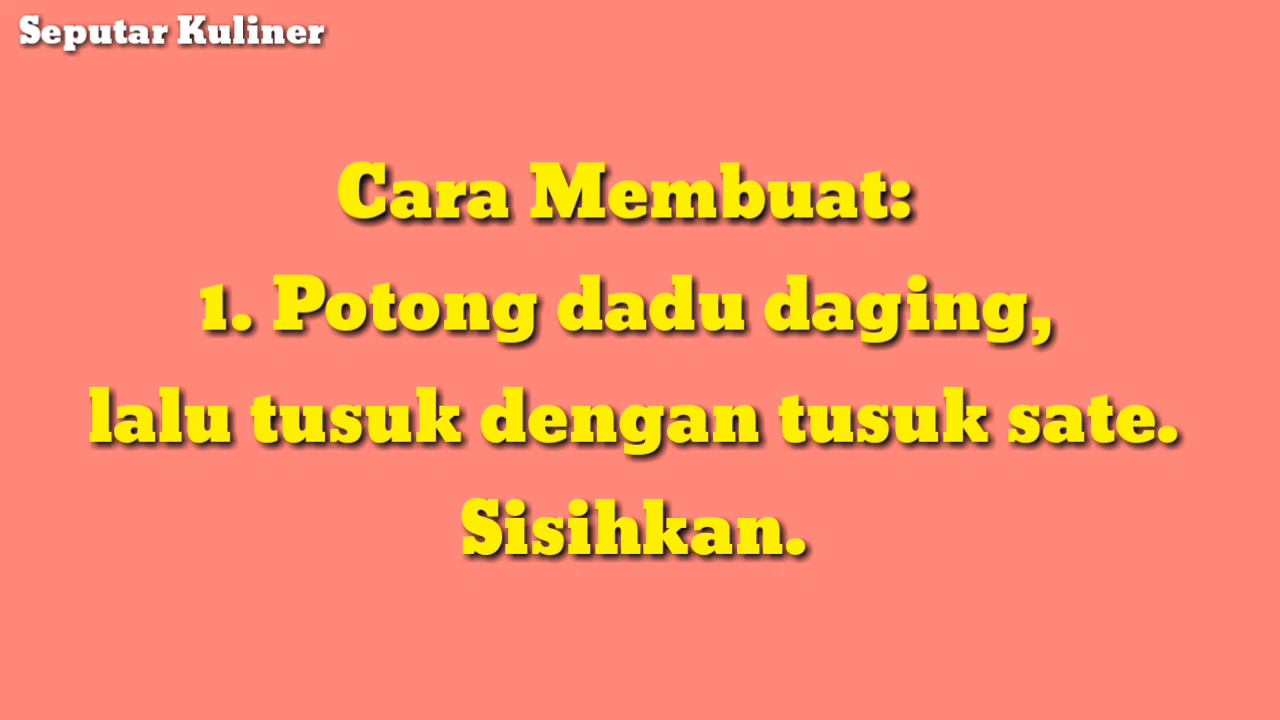 Seputar Kuliner
Cara Membuat:
1. Potong dadu daging,
lalu tusuk dengan tusuk sate.
Sisihkan.